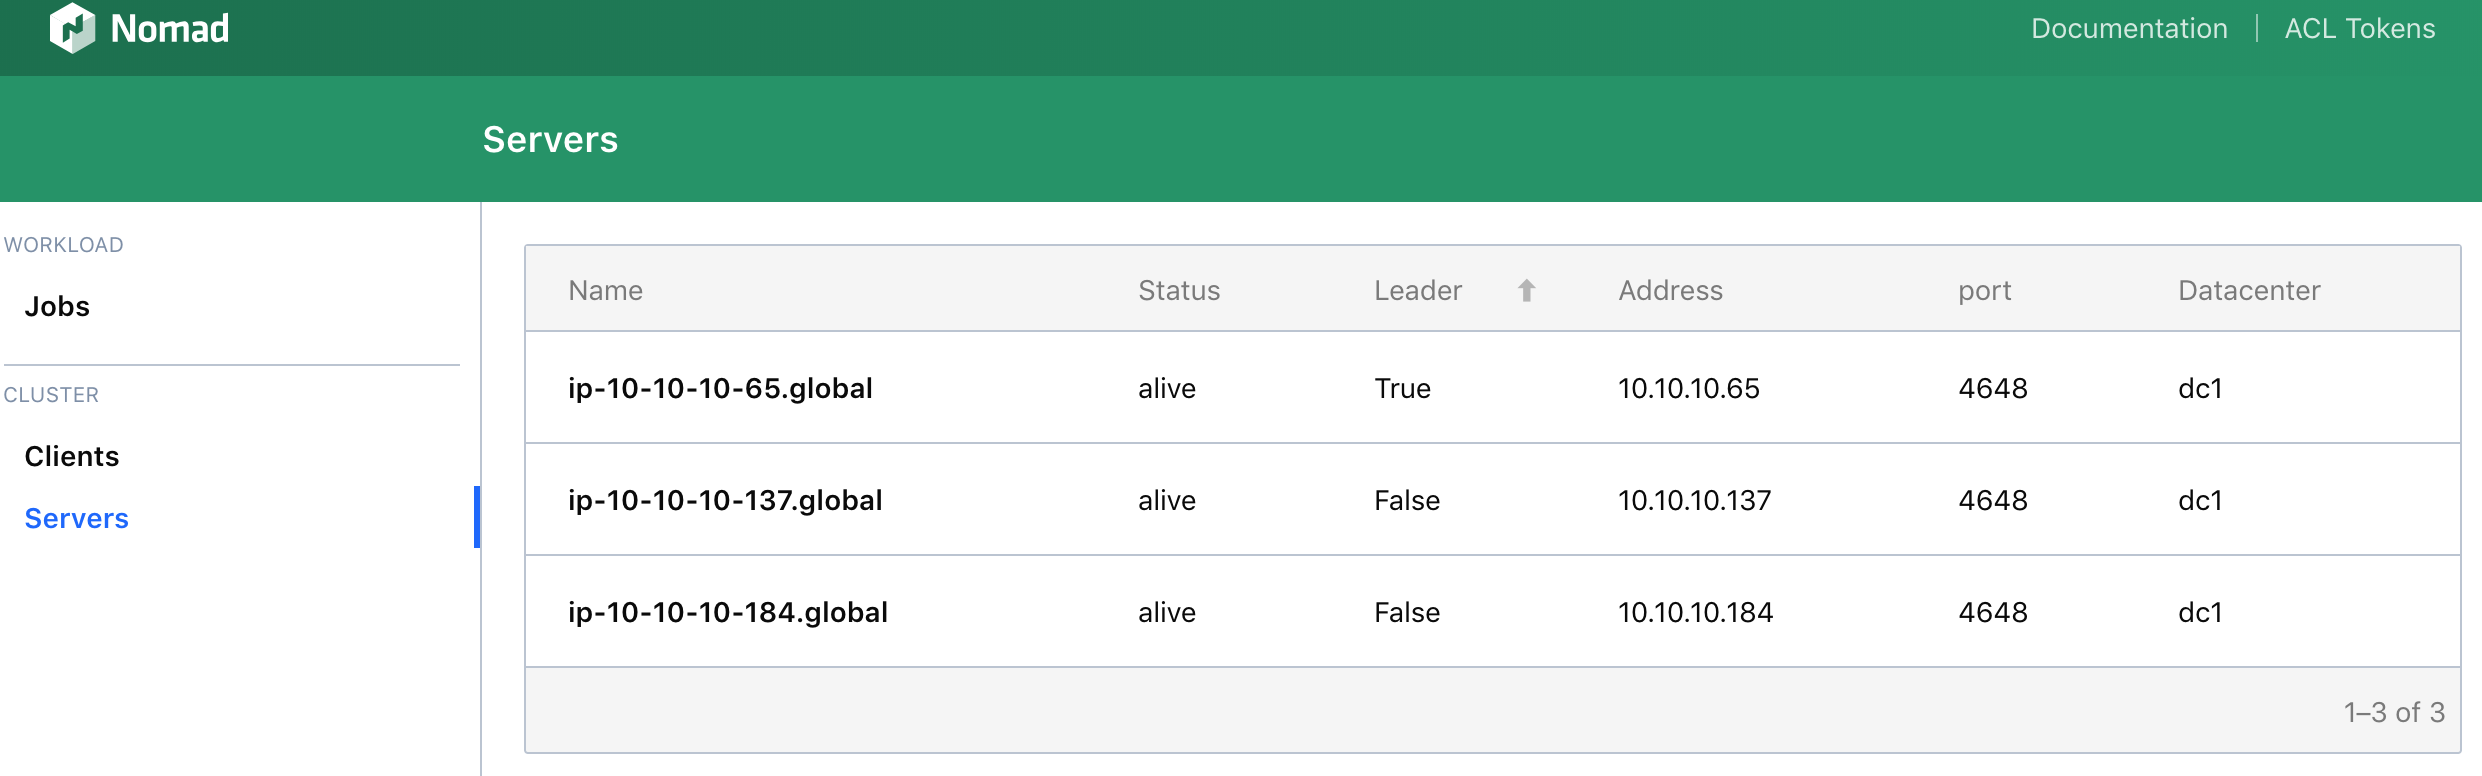 Nomad
Documentation
ACL Tokens
Servers
WORKLOAD
Jobs
CLUSTER
Clients
Servers
Name Status Leader Address port Datacenter
ip-10-10-10-65.global alive True 10.10.10.65 4648 dc1
ip-10-10-10-137.global alive False 10.10.10.137 4648 dc1
ip-10-10-10-184.global alive False 10.10.10.184 4648 dc1
1–3 of 3